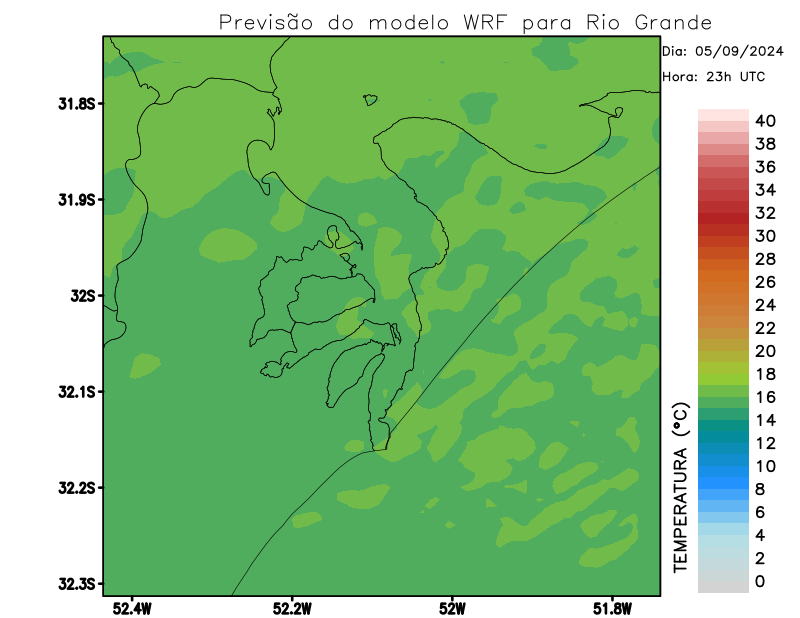 Previsão do modelo WRF para Rio Grande
Dia: 05/09/2024
Hora: 23h UTC
31.8S
31.9S
32S
32.1S
32.2S
32.3S
52.4W
52.2W
52W
51.8W
40
38
36
34
32
30
28
26
24
22
20
18
16
14
12
10
8
6
4
2
0
TEMPERATURA (°C)